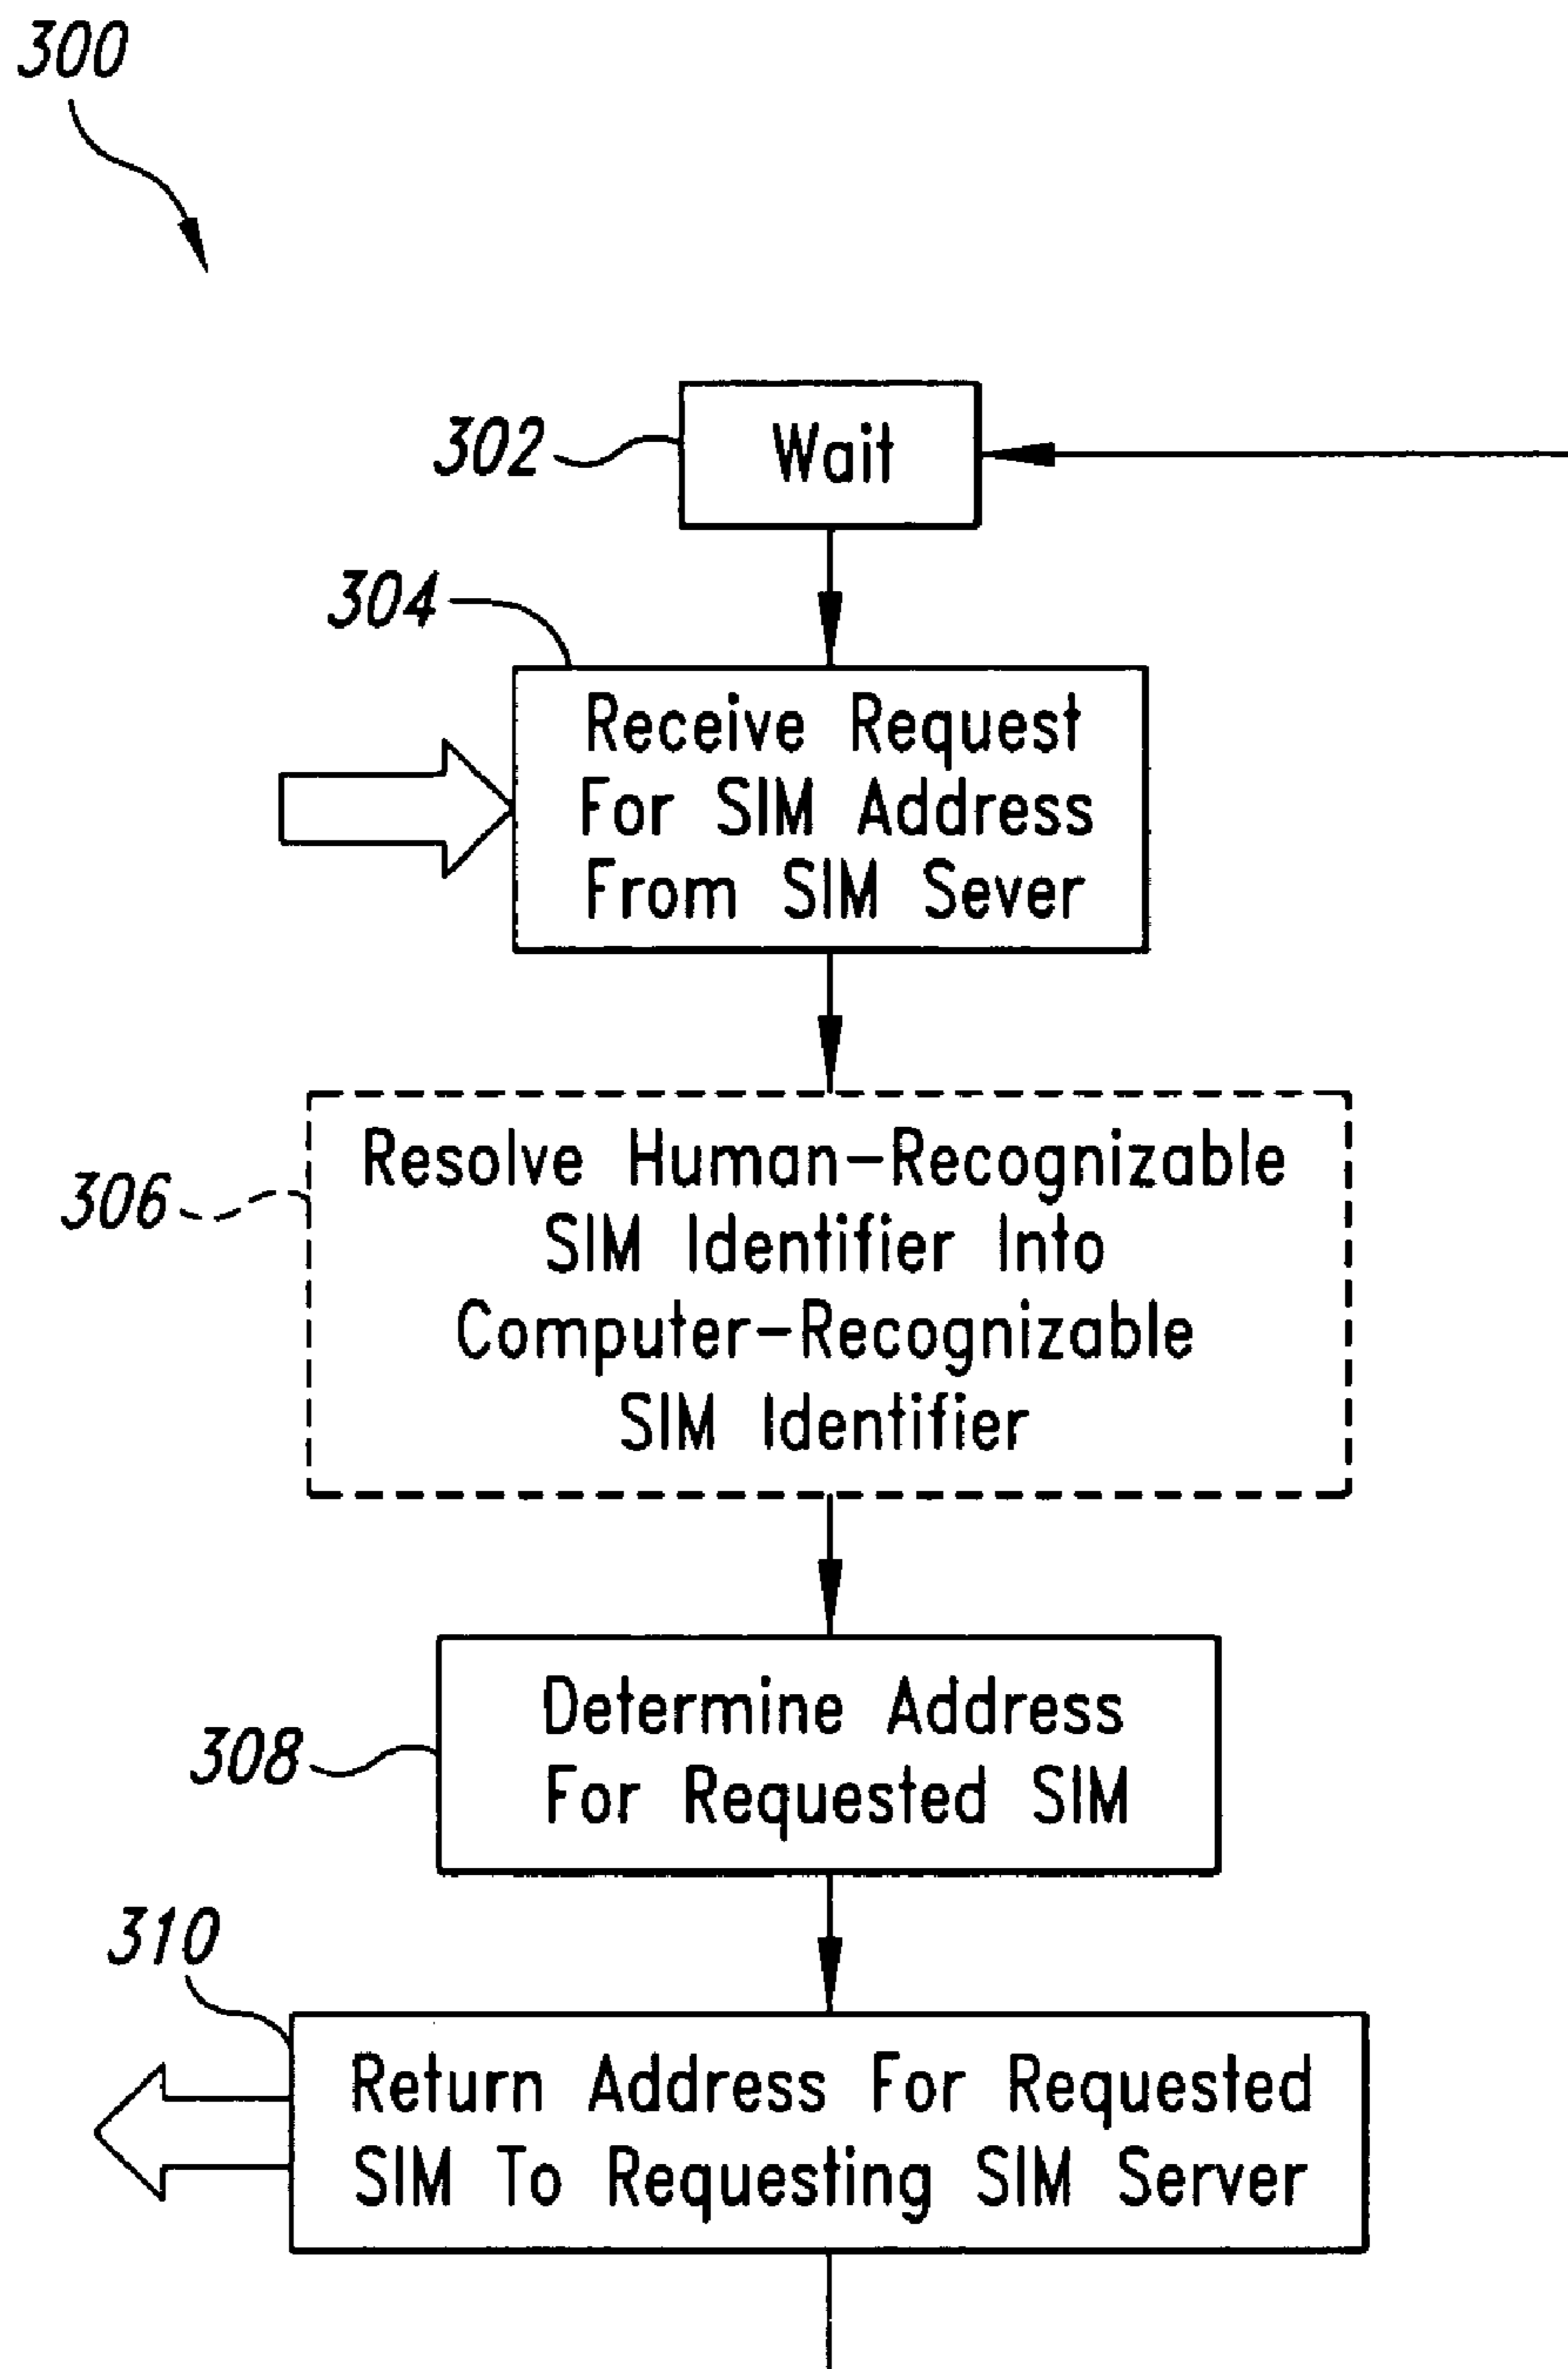 300
302
Wait
304
Receive Request
For SIM Address
From SIM Sever
306
Resolve Human-Recognizable
SIM Identifier Into
Computer-Recognizable
SIM Identifier
308
Determine Address
For Requested SIM
310
Return Address For Requested
SIM To Requesting SIM Server